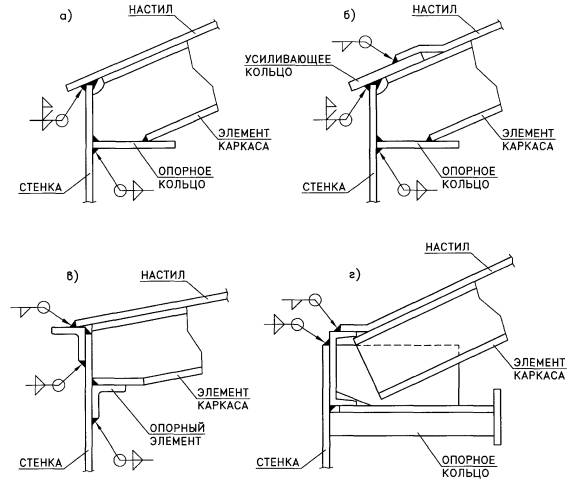 а)
НАСТИЛ
ЭЛЕМЕНТ
КАРКАСА
ОПОРНОЕ
КОЛЬЦО
СТЕНКА
б)
НАСТИЛ
УСИЛИВАЮЩЕЕ
КОЛЬЦО
ЭЛЕМЕНТ
КАРКАСА
ОПОРНОЕ
КОЛЬЦО
СТЕНКА
в)
НАСТИЛ
ЭЛЕМЕНТ
КАРКАСА
ОПОРНЫЙ
ЭЛЕМЕНТ
СТЕНКА
г)
НАСТИЛ
ЭЛЕМЕНТ
КАРКАСА
ОПОРНОЕ
КОЛЬЦО
СТЕНКА